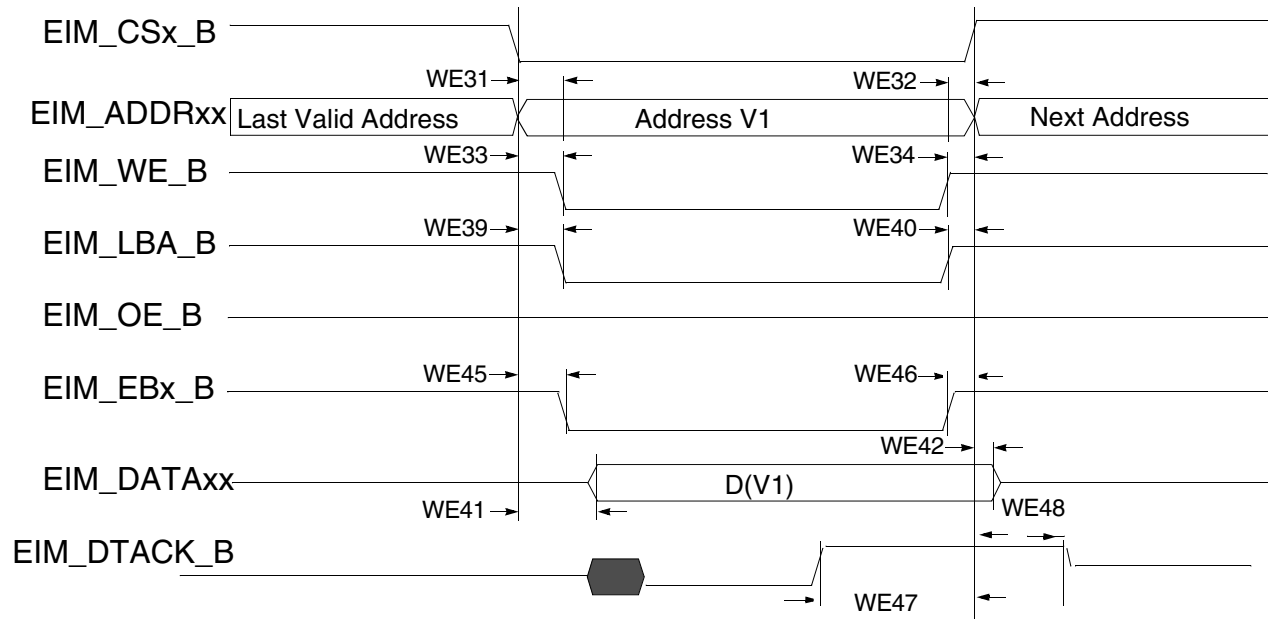 EIM_CSx_B
WE31
WE32
EIM_ADDRxx
Last Valid Address
Address V1
Next Address
WE33
WE34
EIM_WE_B
WE39
WE40
EIM_LBA_B
EIM_OE_B
WE45
WE46
EIM_EBx_B
WE42
EIM_DATAxx
D(V1)
WE41
WE48
EIM_DTACK_B
WE47